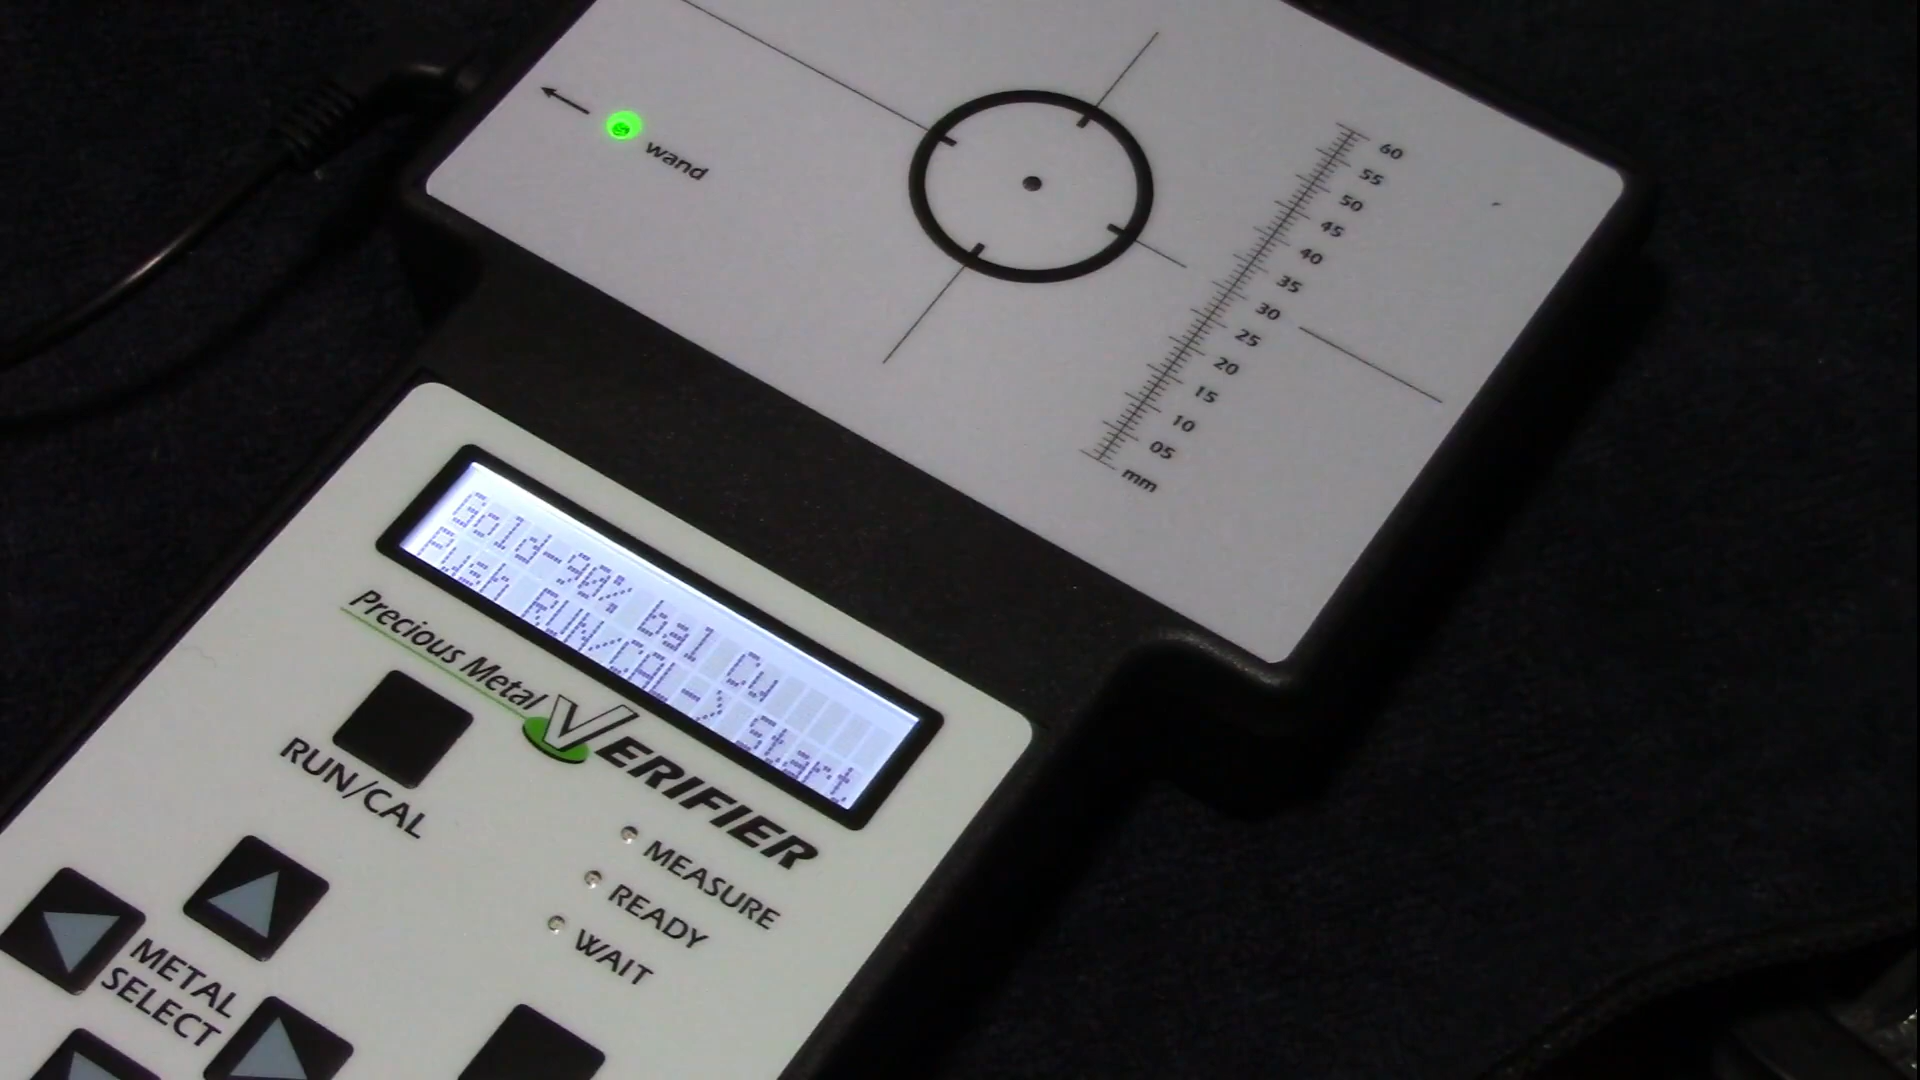 wand
60
55
50
45
40
35
30
25
20
15
10
05
mm
Gold-90% bal Cu
Push RUN/CAL-> Start
Precious Metal
VERIFIER
RUN/CAL
MEASURE
READY
WAIT
METAL
SELECT